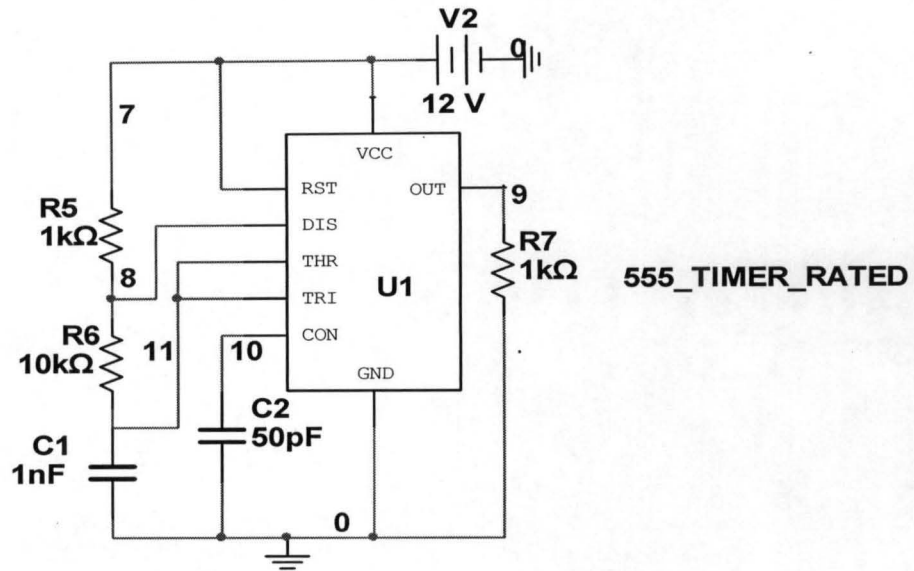 V2
0
12 V
7
VCC
RST
OUT
9
R5
1kΩ
DIS
R7
1kΩ
THR
8
U1
555_TIMER_RATED
TRI
R6
10kΩ
11
10
CON
GND
C2
50pF
C1
1nF
0